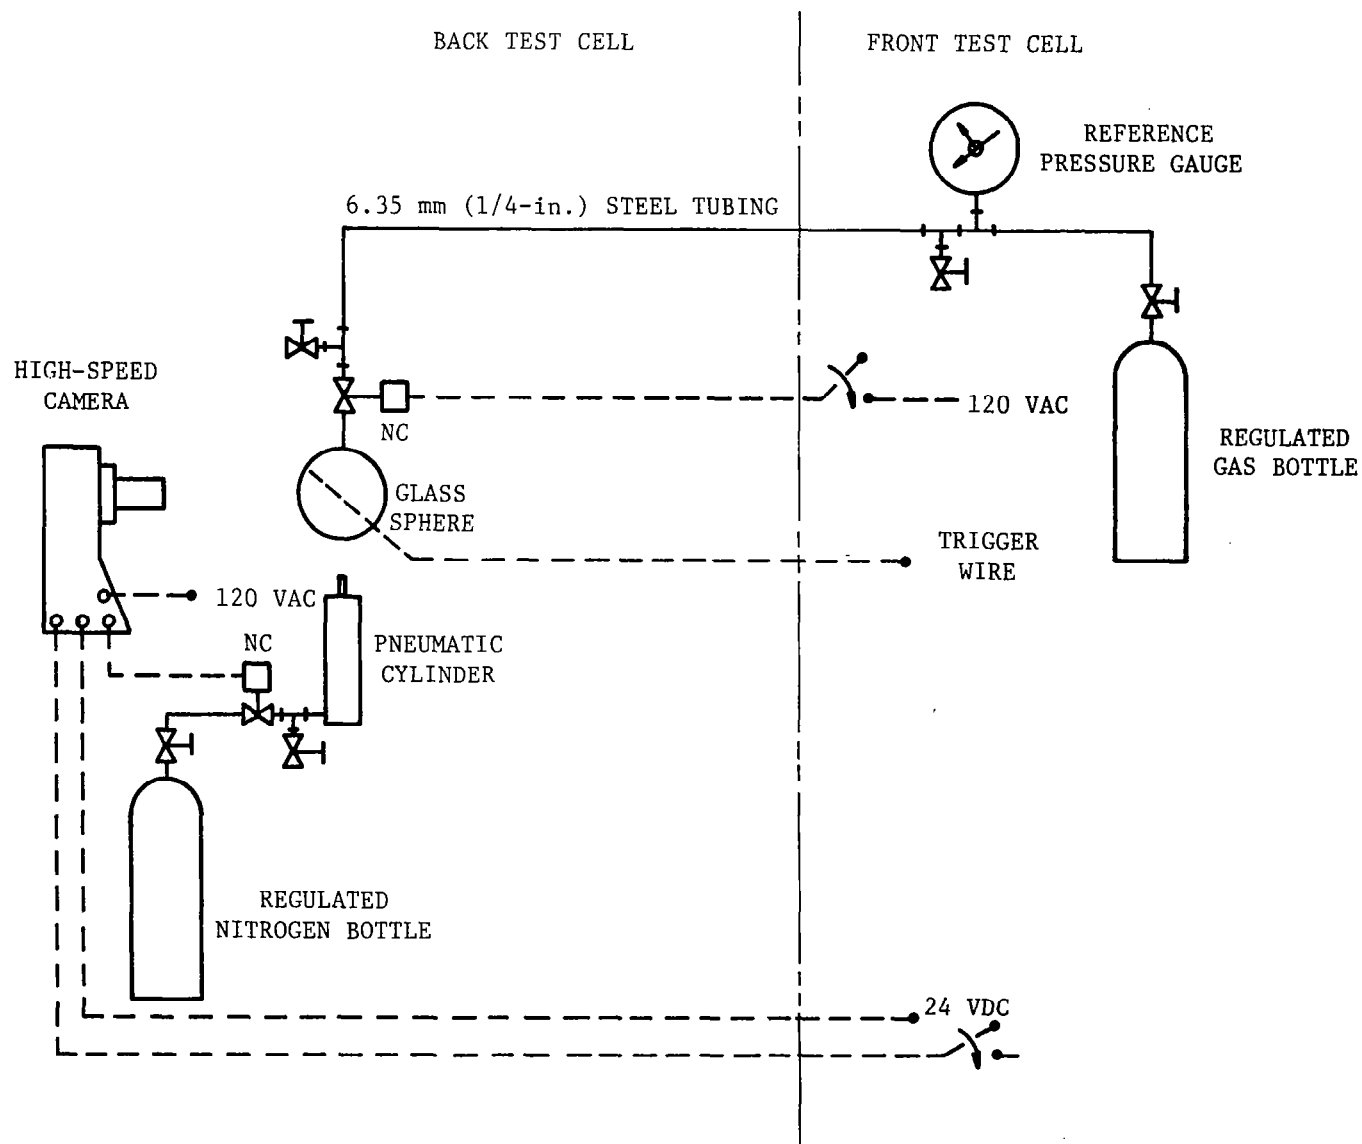 BACK TEST CELL
FRONT TEST CELL
REFERENCE
PRESSURE GAUGE
6.35 mm (1/4-in.) STEEL TUBING
HIGH-SPEED
CAMERA
120 VAC
NC
REGULATED
GAS BOTTLE
GLASS
SPHERE
TRIGGER
WIRE
120 VAC
NC
PNEUMATIC
CYLINDER
REGULATED
NITROGEN BOTTLE
24 VDC